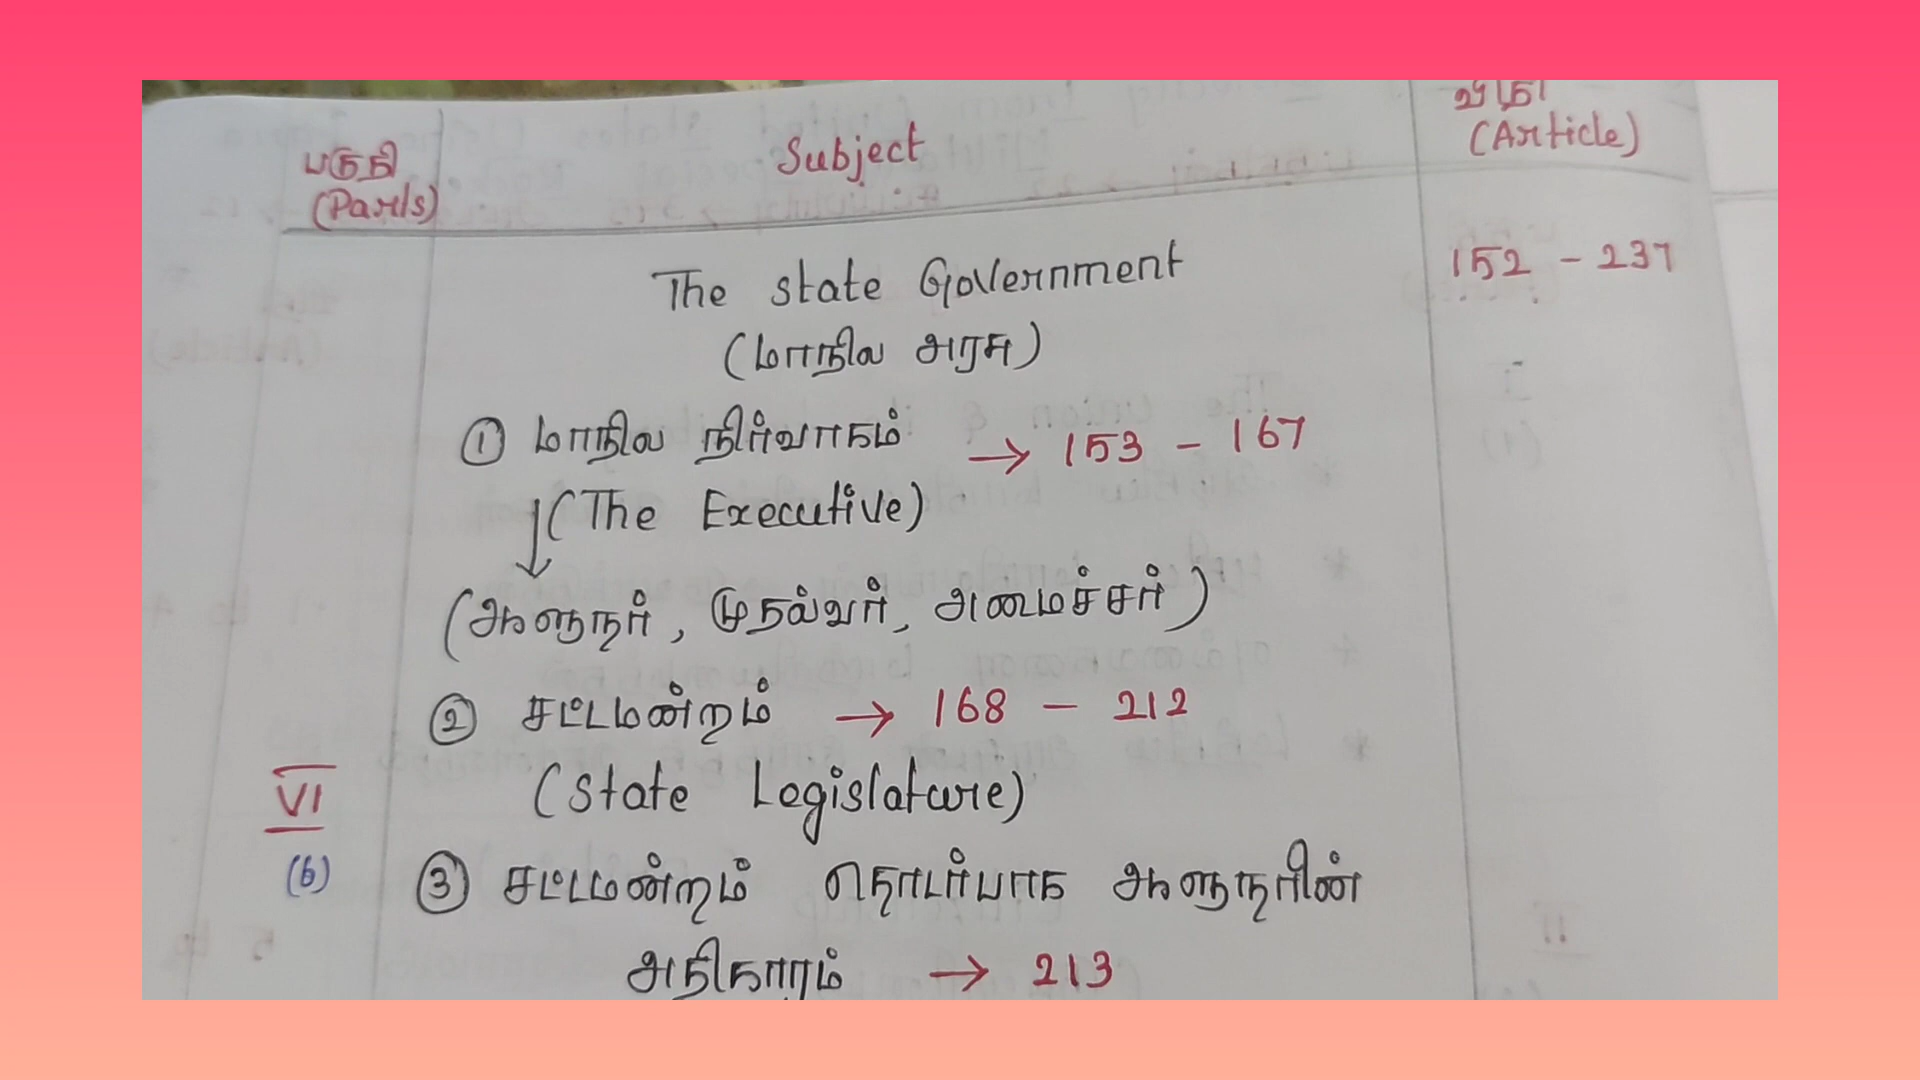 பகுதி
(Parts)
Subject
விதி
(Article)
The state Government
152 - 237
(மாநில அரசு)
① மாநில நிர்வாகம் → 153 - 167
(The Executive)
(ஆளுநர், முதல்வர், அமைச்சர்)
② சட்டமன்றம் → 168 - 212
(State Legislature)
VI
(6)
③ சட்டமன்றம் தொடர்பாக ஆளுநரின்
அதிகாரம் → 213